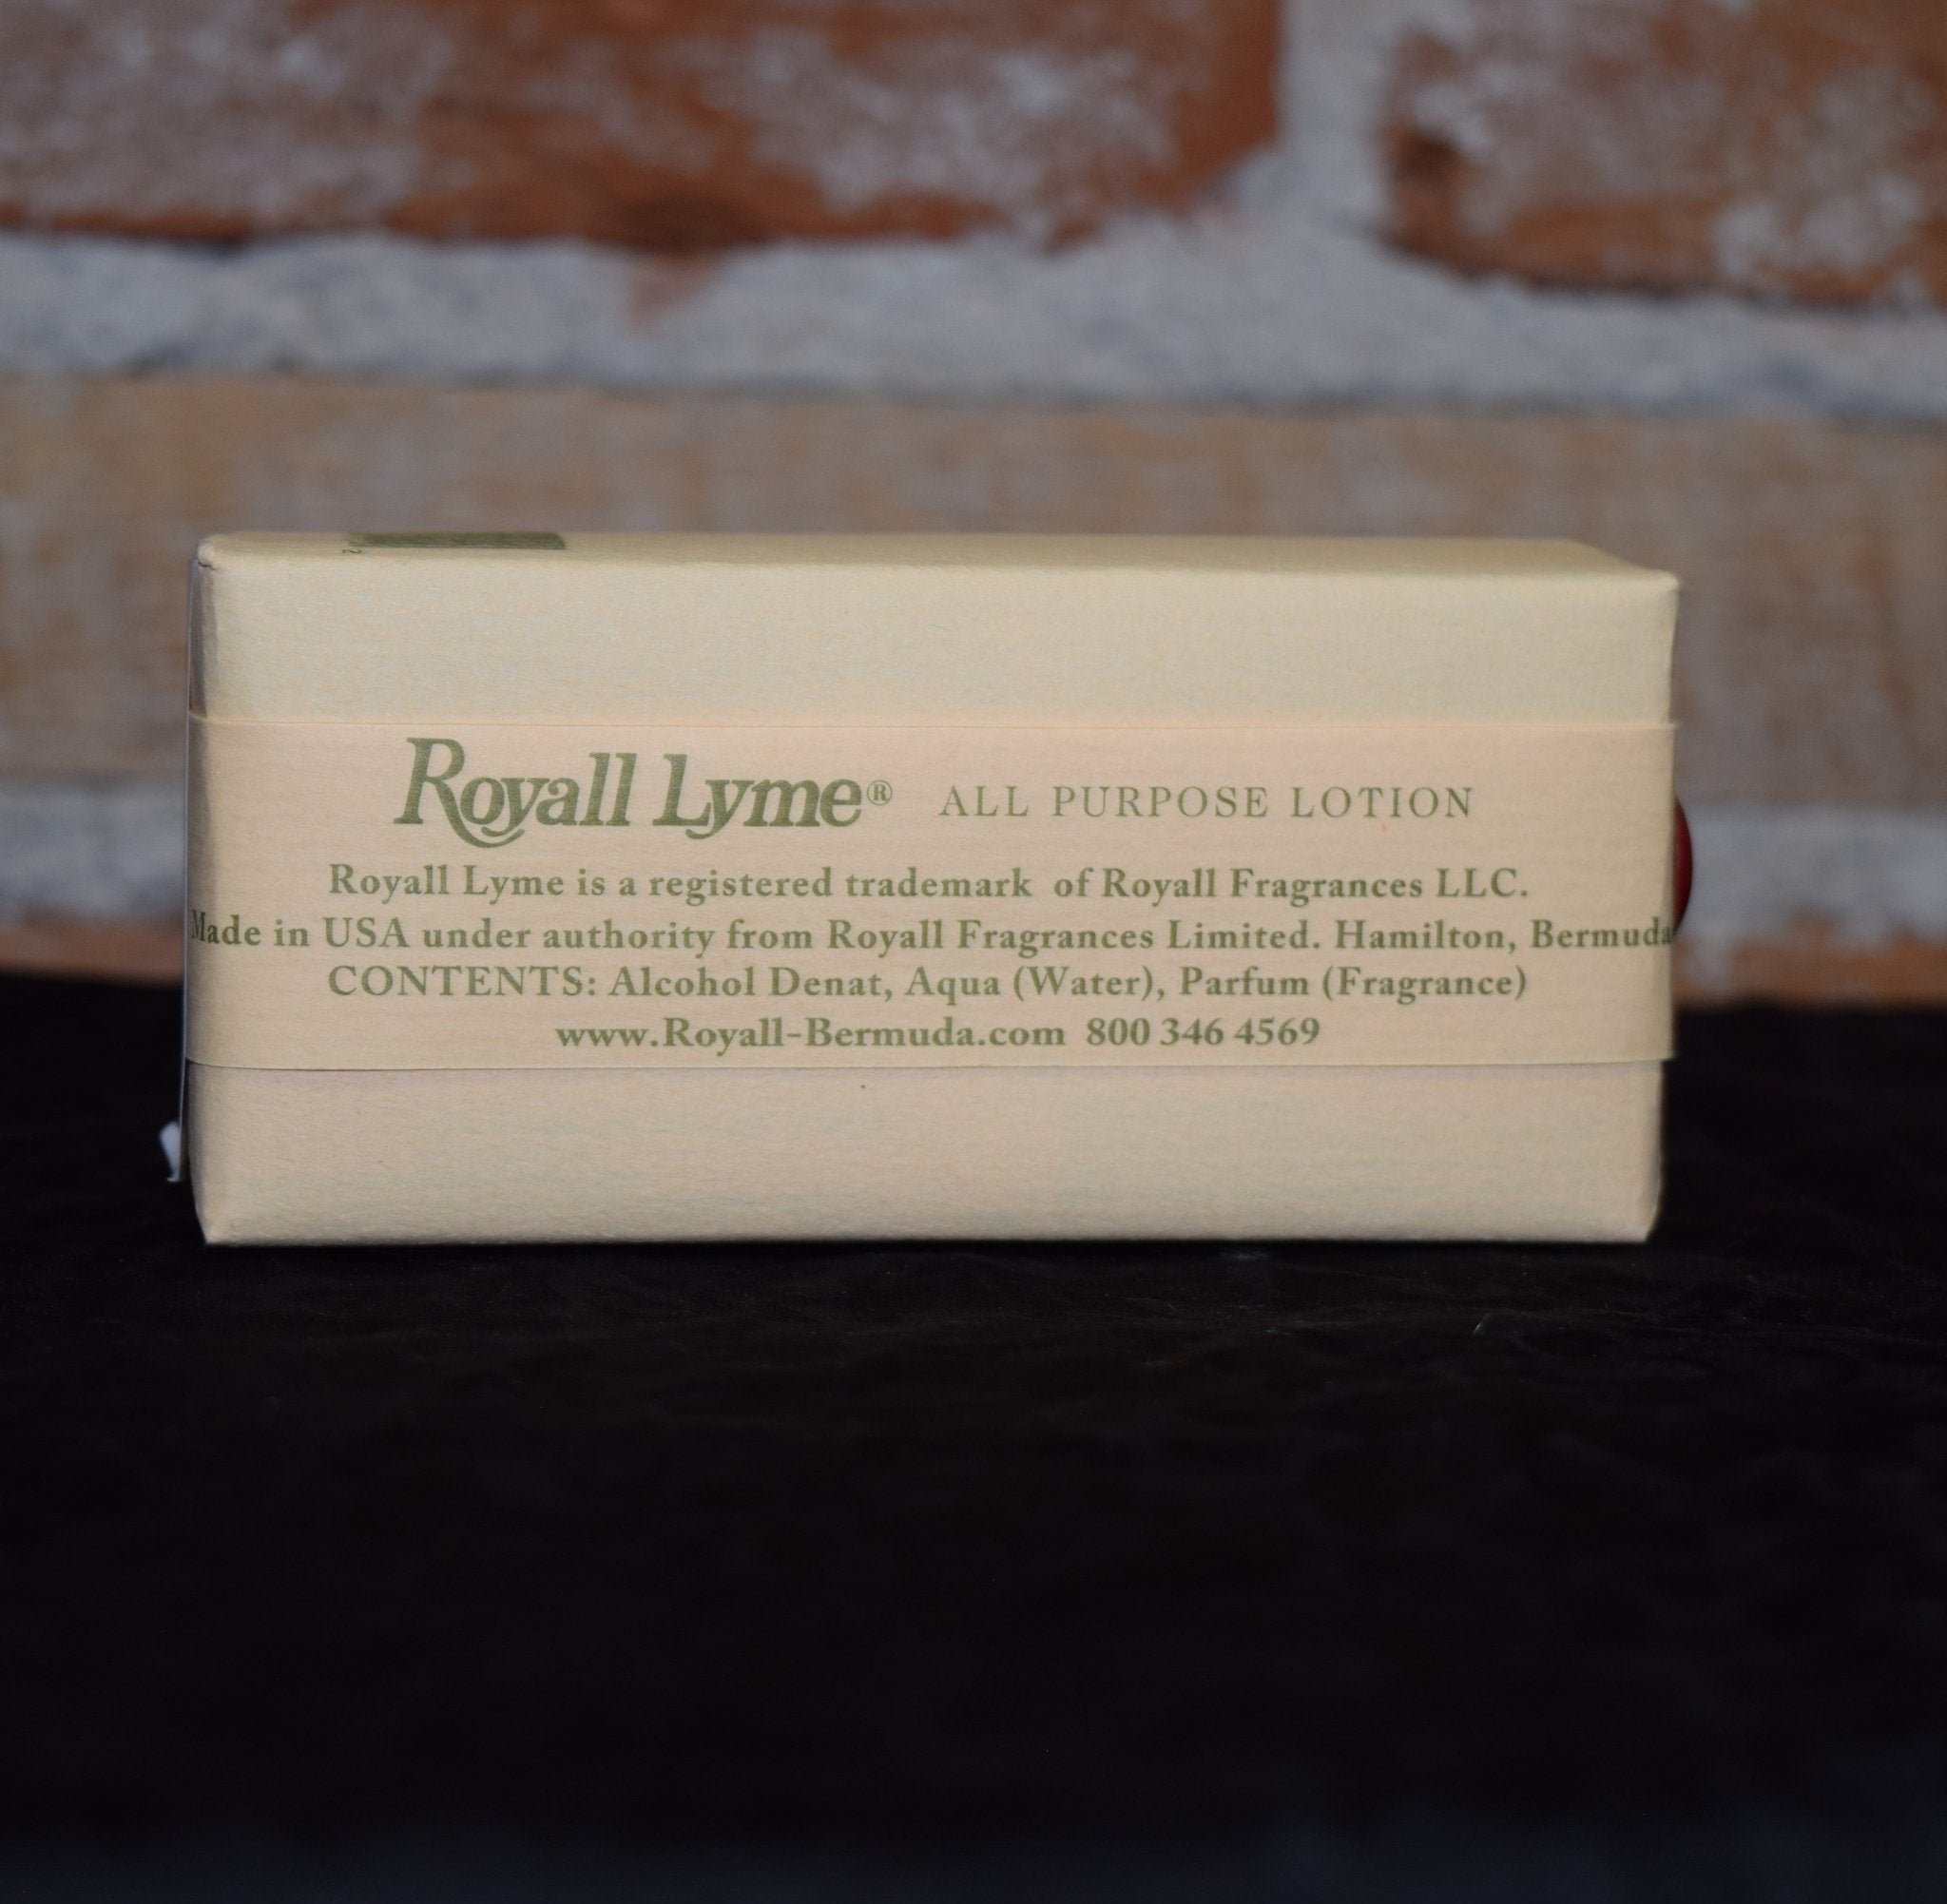 Royall Lyme® ALL PURPOSE LOTION
Royall Lyme is a registered trademark of Royall Fragrances LLC.
Made in USA under authority from Royall Fragrances Limited. Hamilton, Bermuda
CONTENTS: Alcohol Denat, Aqua (Water), Parfum (Fragrance)
www.Royall-Bermuda.com 800 346 4569